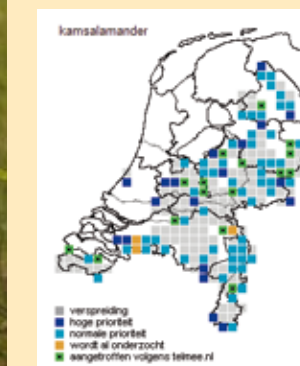 kamsalamander
verspreiding
hoge prioriteit
normale prioriteit
wordt al onderzocht
aangetroffen volgens telmee.nl